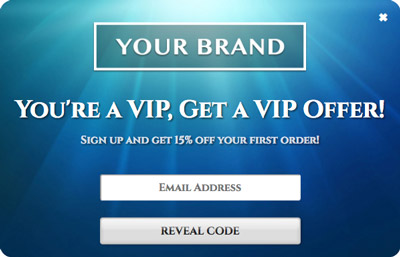 YOUR BRAND
You're a VIP, Get a VIP Offer!
Sign up and get 15% off your first order!
Email Address
REVEAL CODE